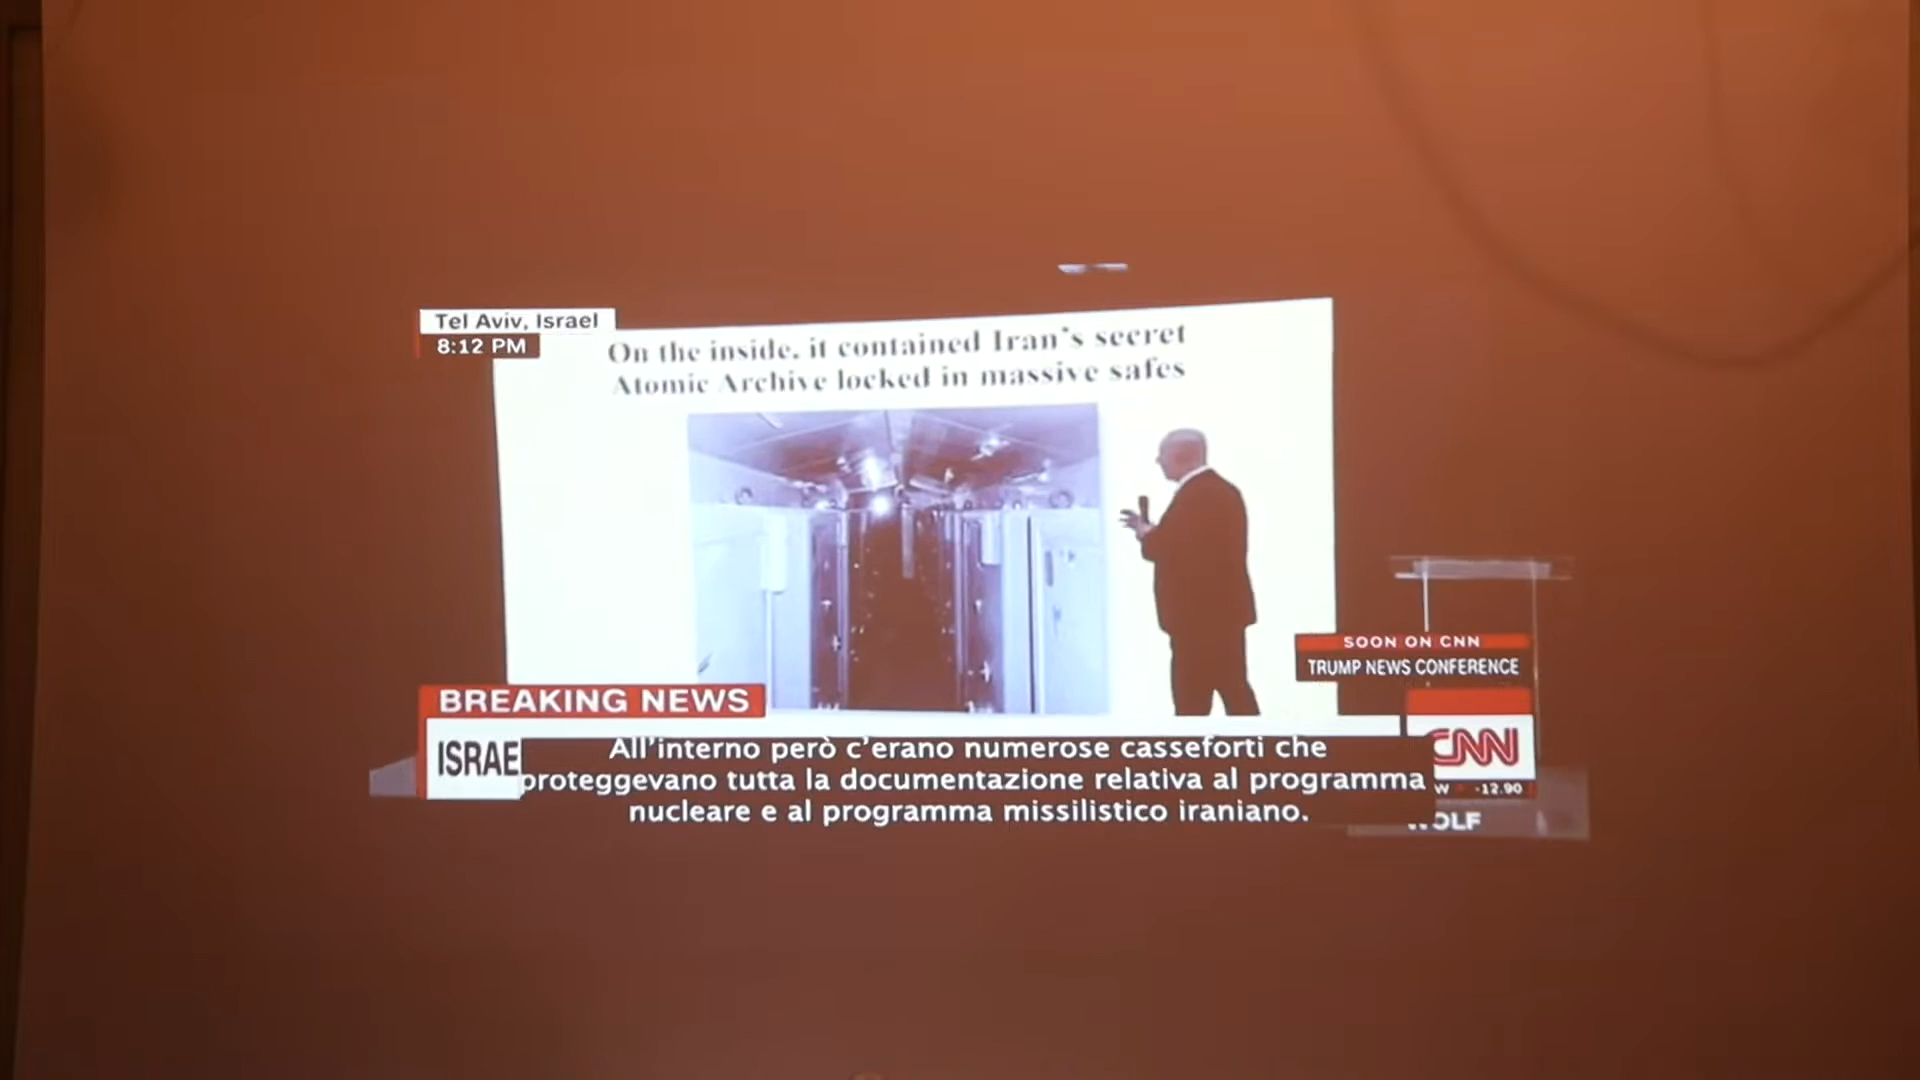 Tel Aviv, Israel
8:12 PM
On the inside, it contained Iran's secret
Atomic Archive locked in massive safes
SOON ON CNN
TRUMP NEWS CONFERENCE
BREAKING NEWS
ISRAE
CNN
-12.90
All'interno però c'erano numerose casseforti che
proteggevano tutta la documentazione relativa al programma
nucleare e al programma missilistico iraniano.